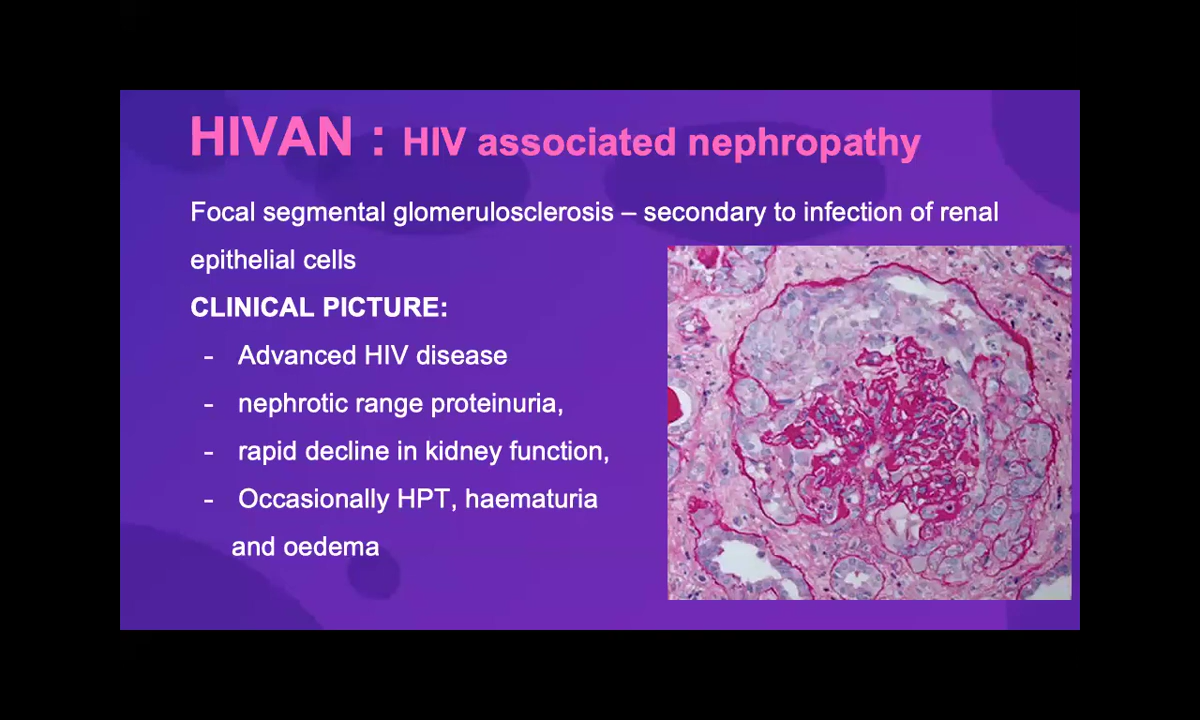 HIVAN : HIV associated nephropathy
Focal segmental glomerulosclerosis – secondary to infection of renal
epithelial cells
CLINICAL PICTURE:
- Advanced HIV disease
- nephrotic range proteinuria,
- rapid decline in kidney function,
- Occasionally HPT, haematuria
and oedema